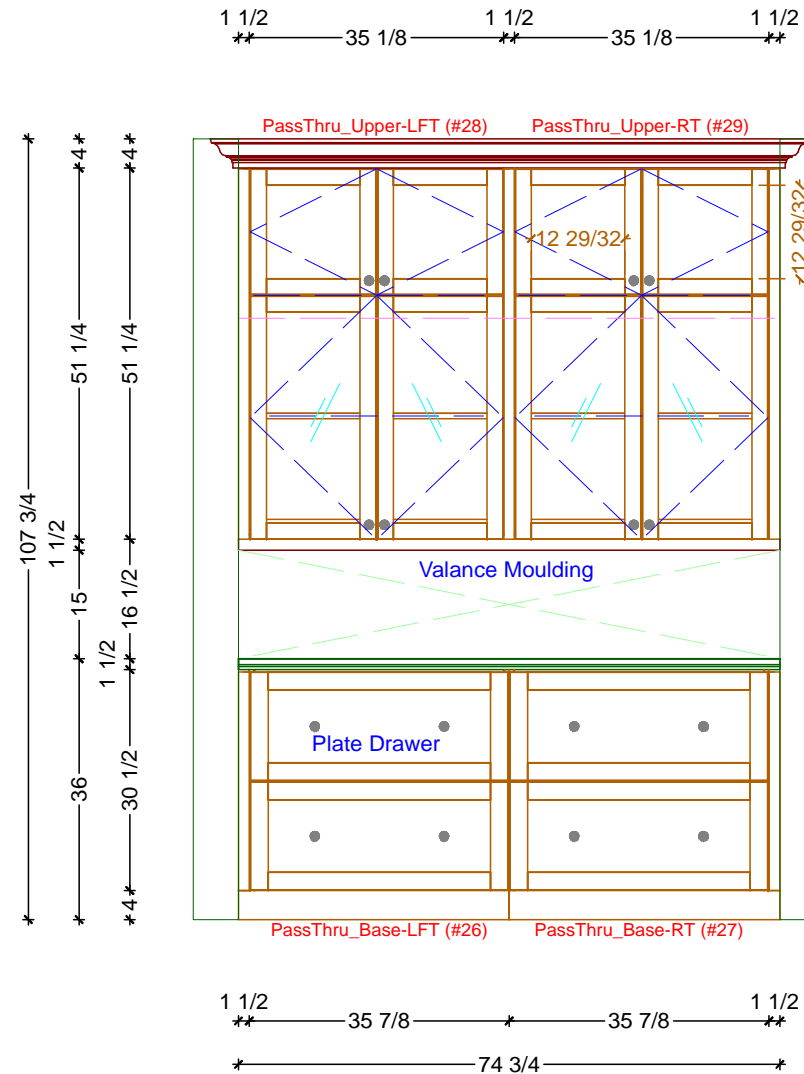 1 1/2 1 1/2 1 1/2
35 1/8 35 1/8
PassThru_Upper-LFT (#28) PassThru_Upper-RT (#29)
4 4
12 29/32 12 29/32
51 1/4 51 1/4
107 3/4
1 1/2
Valance Moulding
15 16 1/2
1 1/2
Plate Drawer
36 30 1/2
4
PassThru_Base-LFT (#26) PassThru_Base-RT (#27)
1 1/2 1 1/2
35 7/8 35 7/8
74 3/4